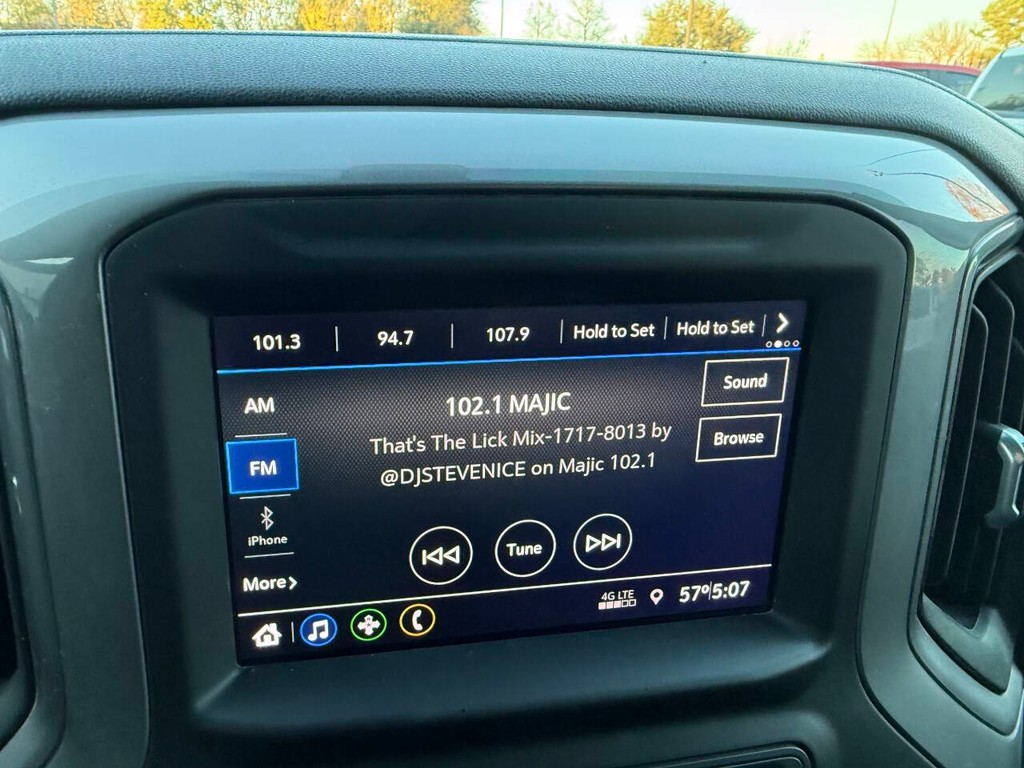 101.3 94.7 107.9 Hold to Set Hold to Set
AM
FM
iPhone
More
102.1 MAJIC
That's The Lick Mix-1717-8013 by
@DJSTEVENICE on Majic 102.1
Sound
Browse
Tune
4G LTE
57° 5:07